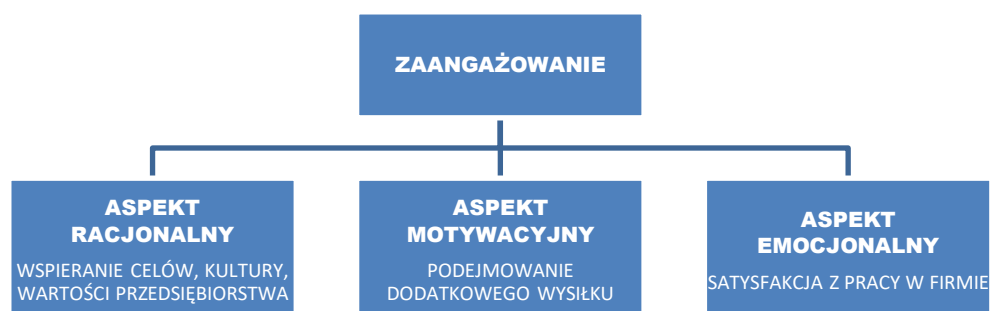 ZAANGAŻOWANIE
ASPEKT
RACJONALNY
WSPIERANIE CELÓW, KULTURY,
WARTOŚCI PRZEDSIĘBIORSTWA
ASPEKT
MOTYWACYJNY
PODEJMOWANIE
DODATKOWEGO WYSIŁKU
ASPEKT
EMOCJONALNY
SATYSFAKCJA Z PRACY W FIRMIE